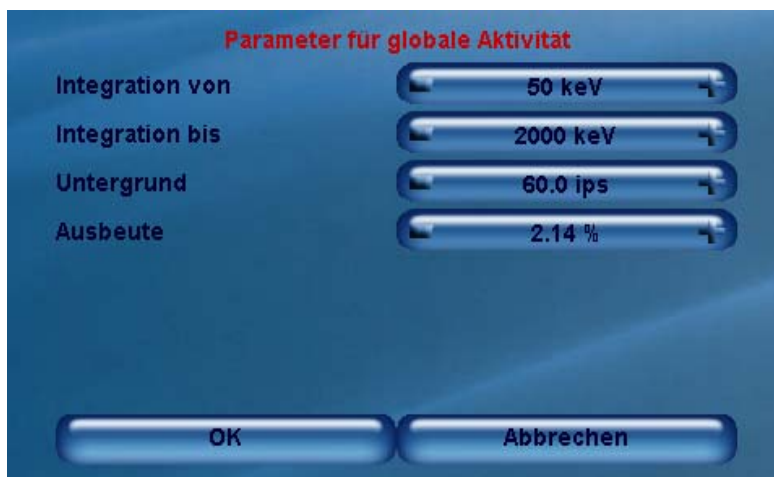 Parameter für globale Aktivität
Integration von - 50 keV +
Integration bis - 2000 keV +
Untergrund - 60.0 ips +
Ausbeute - 2.14 % +
OK Abbrechen